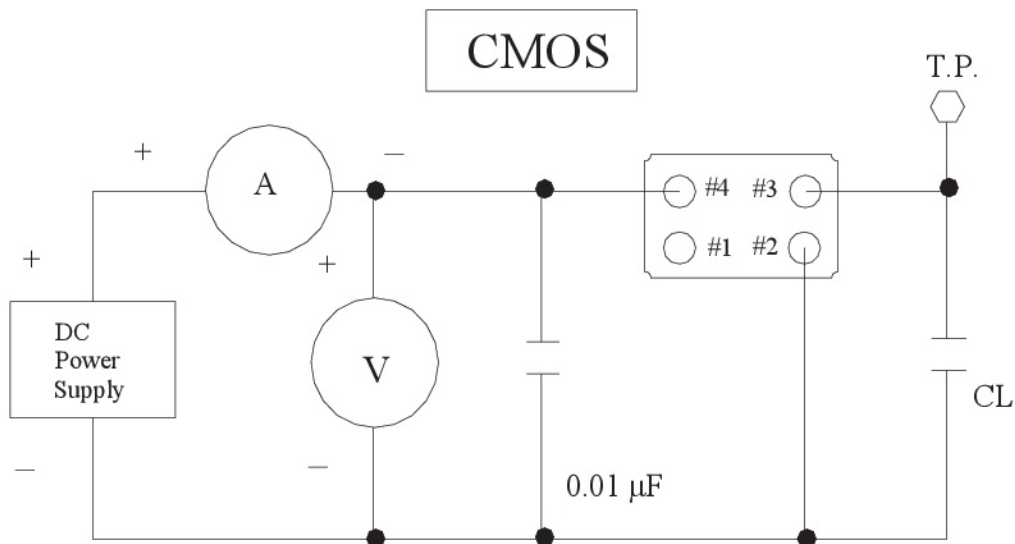 CMOS
T.P.
+
A
−
#4 #3
#1 #2
+
+
DC
Power
Supply
V
CL
−
−
0.01 μF